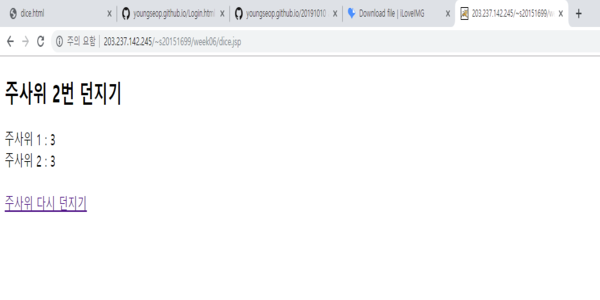 dice.html
youngseop.github.io/Login.html
youngseop.github.io/20191010
Download file | iLoveIMG
203.237.142.245/~s20151699/w
주의 요함 | 203.237.142.245/~s20151699/week06/dice.jsp
주사위 2번 던지기
주사위 1 : 3
주사위 2 : 3
주사위 다시 던지기